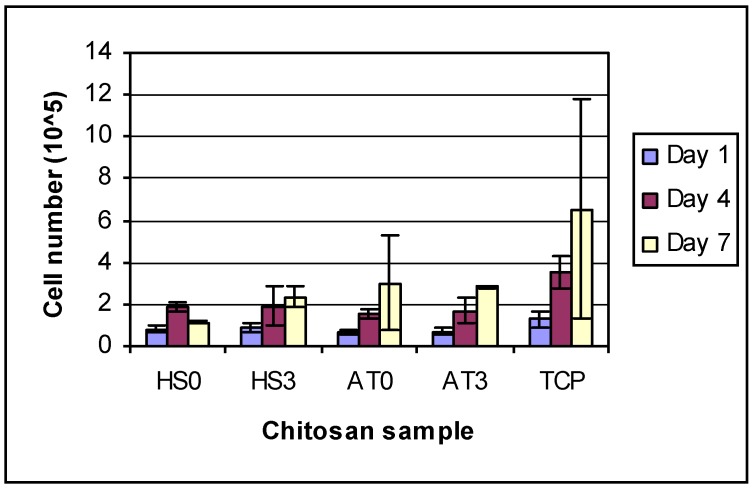 14
12
10
8
6
4
2
0
Cell number (10^5)
HS0 HS3 AT0 AT3 TCP
Chitosan sample
Day 1
Day 4
Day 7